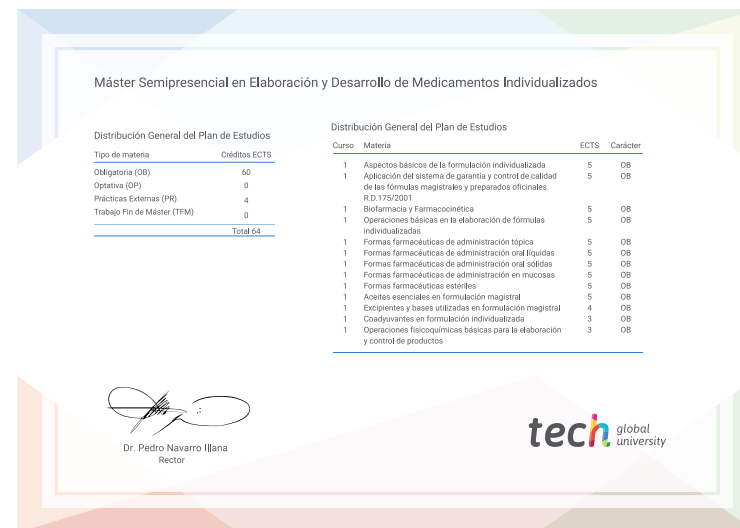 Máster Semipresencial en Elaboración y Desarrollo de Medicamentos Individualizados
Distribución General del Plan de Estudios
Tipo de materia Créditos ECTS
Obligatoria (OB) 60
Optativa (OP) 0
Prácticas Externas (PR) 4
Trabajo Fin de Máster (TFM) 0
Total 64
Distribución General del Plan de Estudios
Curso Materia ECTS Carácter
1 Aspectos básicos de la formulación individualizada 5 OB
1 Aplicación del sistema de garantía y control de calidad 5 OB
de las fórmulas magistrales y preparados oficinales.
R.D.175/2001
1 Biofarmacia y Farmacocinética 5 OB
1 Operaciones básicas en la elaboración de fórmulas 5 OB
individualizadas
1 Formas farmacéuticas de administración tópica 5 OB
1 Formas farmacéuticas de administración oral líquidas 5 OB
1 Formas farmacéuticas de administración oral sólidas 5 OB
1 Formas farmacéuticas de administración en mucosas 5 OB
1 Formas farmacéuticas estériles 5 OB
1 Aceites esenciales en formulación magistral 5 OB
1 Excipientes y bases utilizadas en formulación magistral 4 OB
1 Coadyuvantes en formulación individualizada 3 OB
1 Operaciones fisicoquímicas básicas para la elaboración 3 OB
y control de productos
Dr. Pedro Navarro Illana
Rector
tech global
university